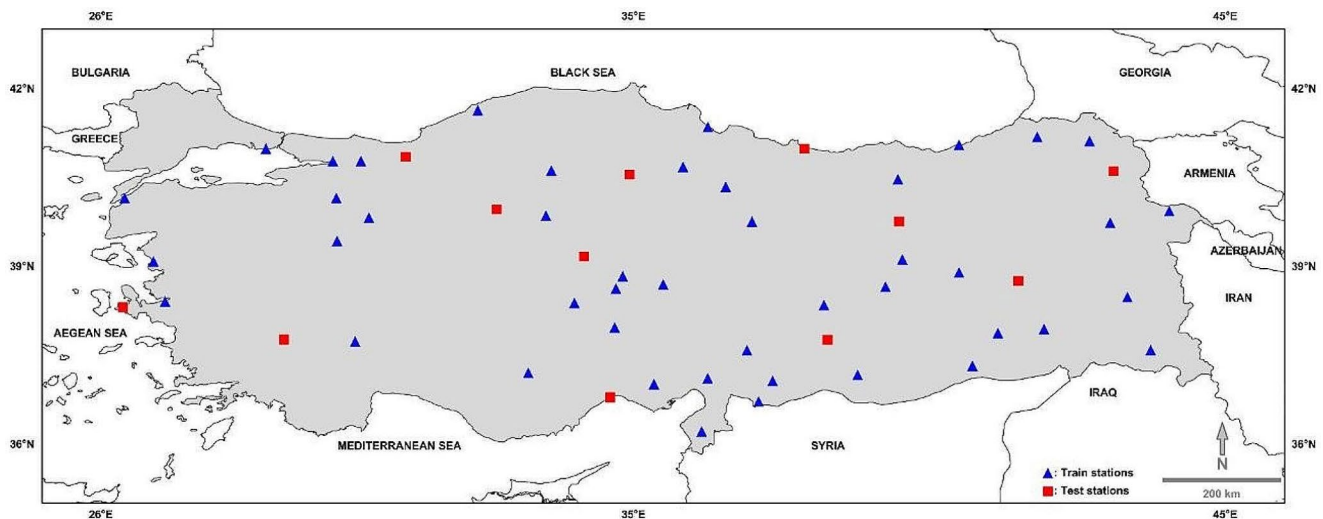 26°E 35°E 45°E
BULGARIA BLACK SEA GEORGIA
42°N 42°N
GREECE
ARMENIA
AZERBAIJAN
39°N 39°N
IRAN
AEGEAN SEA
IRAQ
36°N MEDITERRANEAN SEA SYRIA 36°N
N
: Train stations
: Test stations
200 km
26°E 35°E 45°E